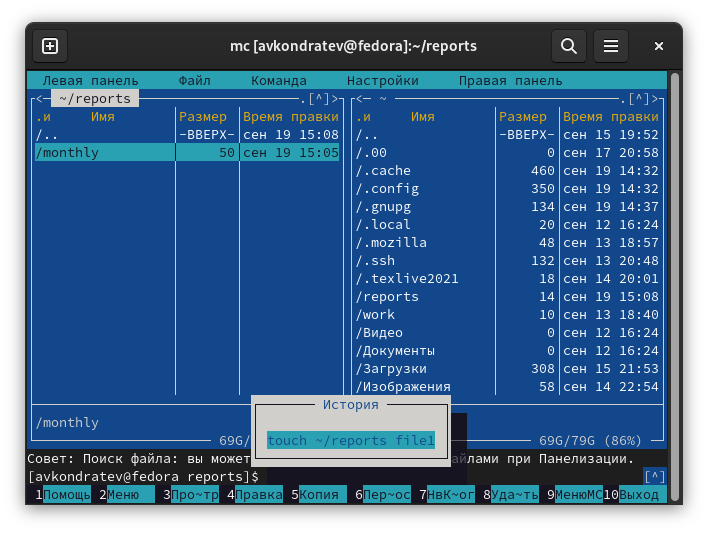 mc [avkondratev@fedora]:~/reports
Левая панель Файл Команда Настройки Правая панель
<─ ~/reports .[^]> <─ ~ .[^]>
.и Имя Размер Время правки .и Имя Размер Время правки
/.. -ВВЕРХ- сен 19 15:08 /.. -ВВЕРХ- сен 15 19:52
/monthly 50 сен 19 15:05 /.00 0 сен 17 20:58
/.cache 460 сен 19 14:32
/.config 350 сен 19 14:32
/.gnupg 134 сен 19 14:37
/.local 20 сен 12 16:24
/.mozilla 48 сен 13 18:57
/.ssh 132 сен 13 20:48
/.texlive2021 18 сен 14 20:01
/reports 14 сен 19 15:08
/work 10 сен 13 18:40
/Видео 0 сен 12 16:24
/Документы 0 сен 12 16:24
/Загрузки 308 сен 15 21:53
/Изображения 58 сен 14 22:54
История
/monthly
touch ~/reports file1
69G/ 69G/79G (86%)
Совет: Поиск файла: вы может айлами при Панелизации.
[avkondratev@fedora reports]$ [^]
1Помощь 2Меню 3Про~тр 4Правка 5Копия 6Пер~ос 7НвК~ог 8Уда~ть 9МенюМС 10Выход